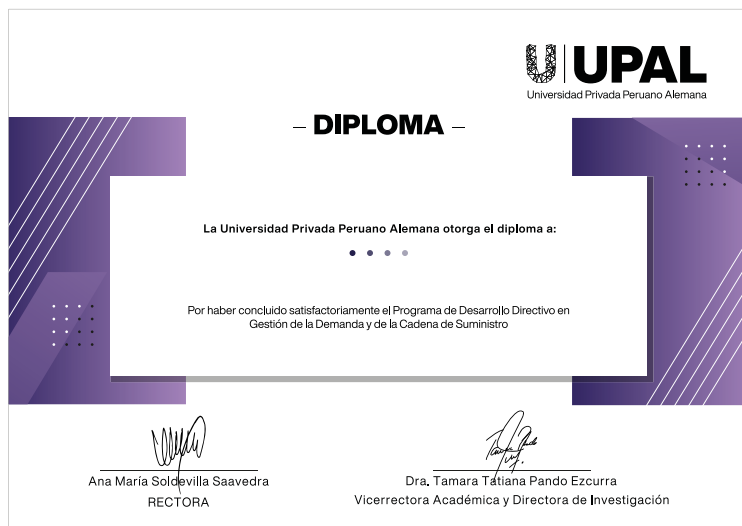 UPAL
Universidad Privada Peruano Alemana
– DIPLOMA –
La Universidad Privada Peruano Alemana otorga el diploma a:
Por haber concluido satisfactoriamente el Programa de Desarrollo Directivo en
Gestión de la Demanda y de la Cadena de Suministro
Ana María Soldevilla Saavedra
RECTORA
Dra. Tamara Tatiana Pando Ezcurra
Vicerrectora Académica y Directora de Investigación